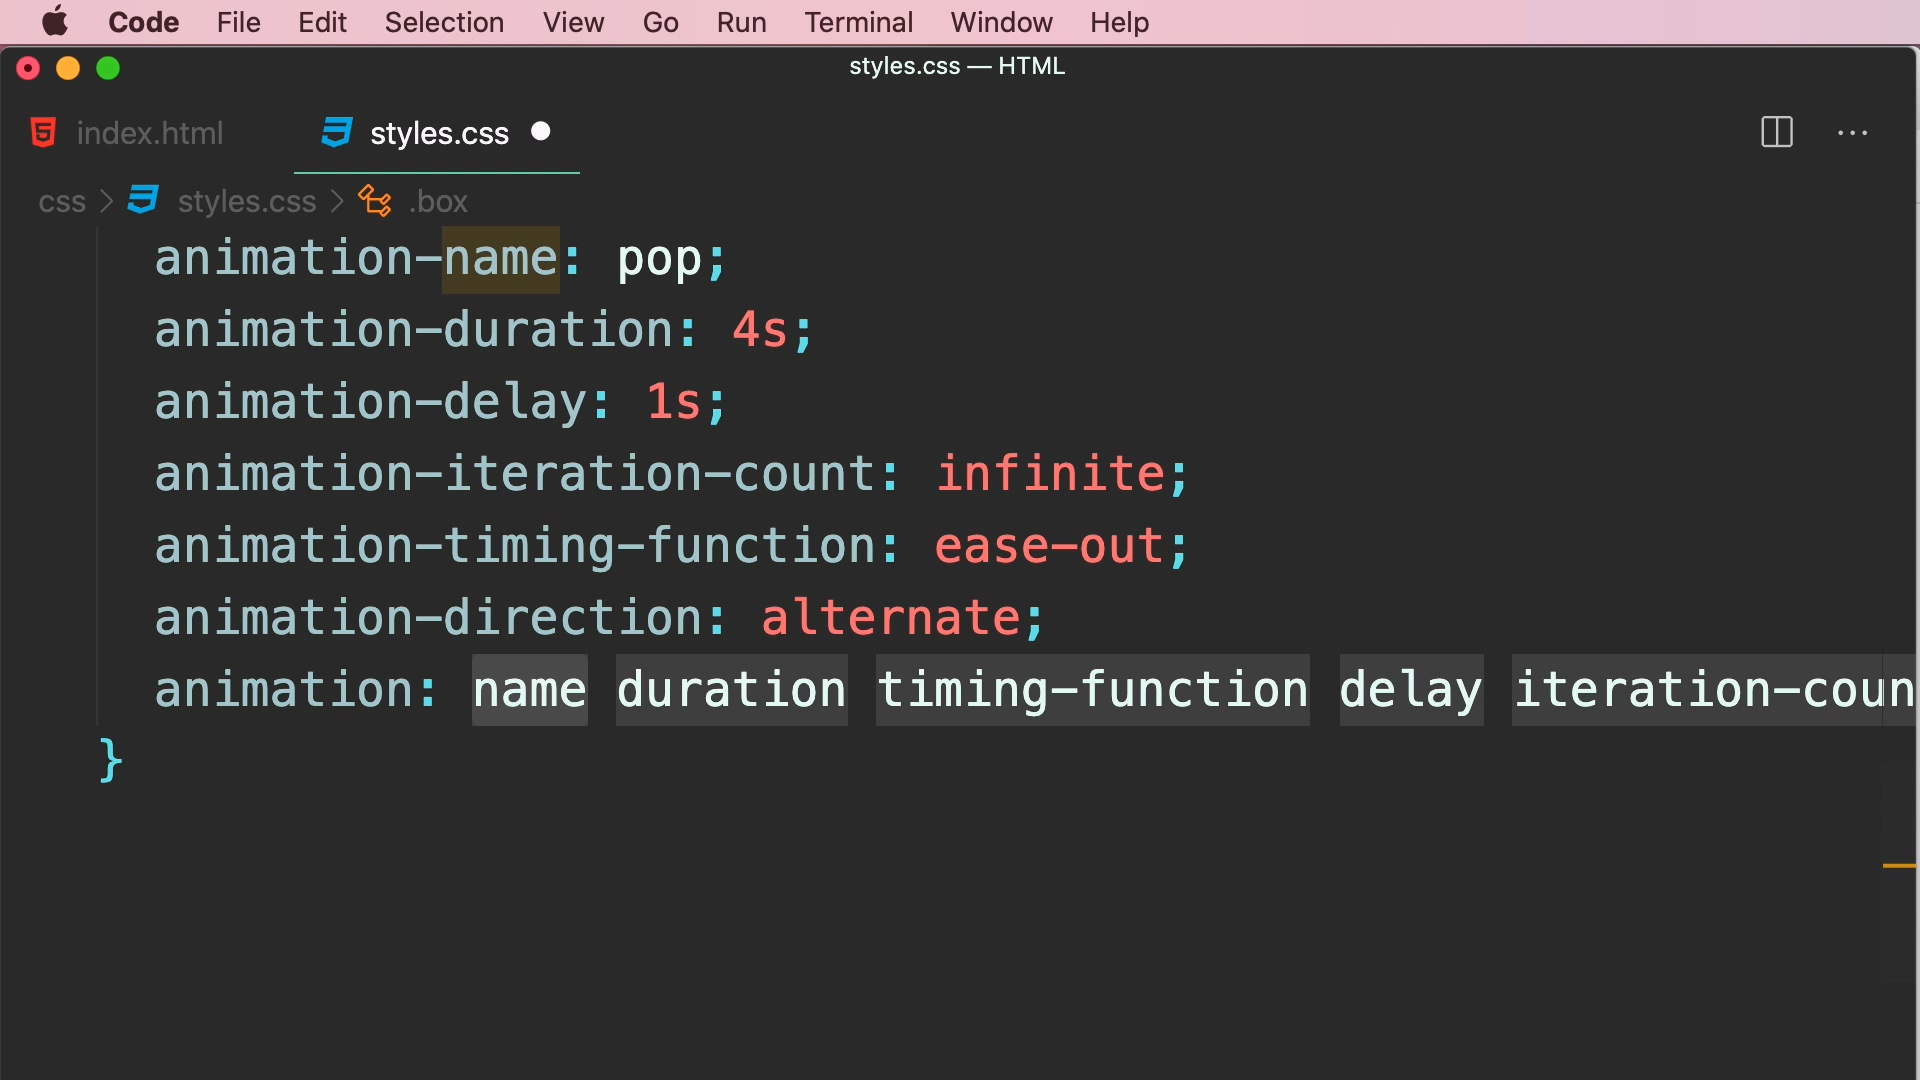 Code File Edit Selection View Go Run Terminal Window Help
styles.css — HTML
index.html styles.css
css > styles.css > .box
animation-name: pop;
animation-duration: 4s;
animation-delay: 1s;
animation-iteration-count: infinite;
animation-timing-function: ease-out;
animation-direction: alternate;
animation: name duration timing-function delay iteration-coun
}